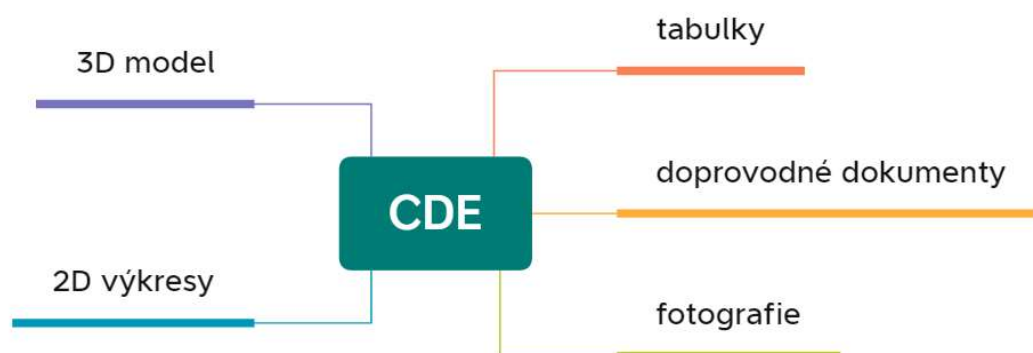 3D model
tabulky
CDE
doprovodné dokumenty
2D výkresy
fotografie